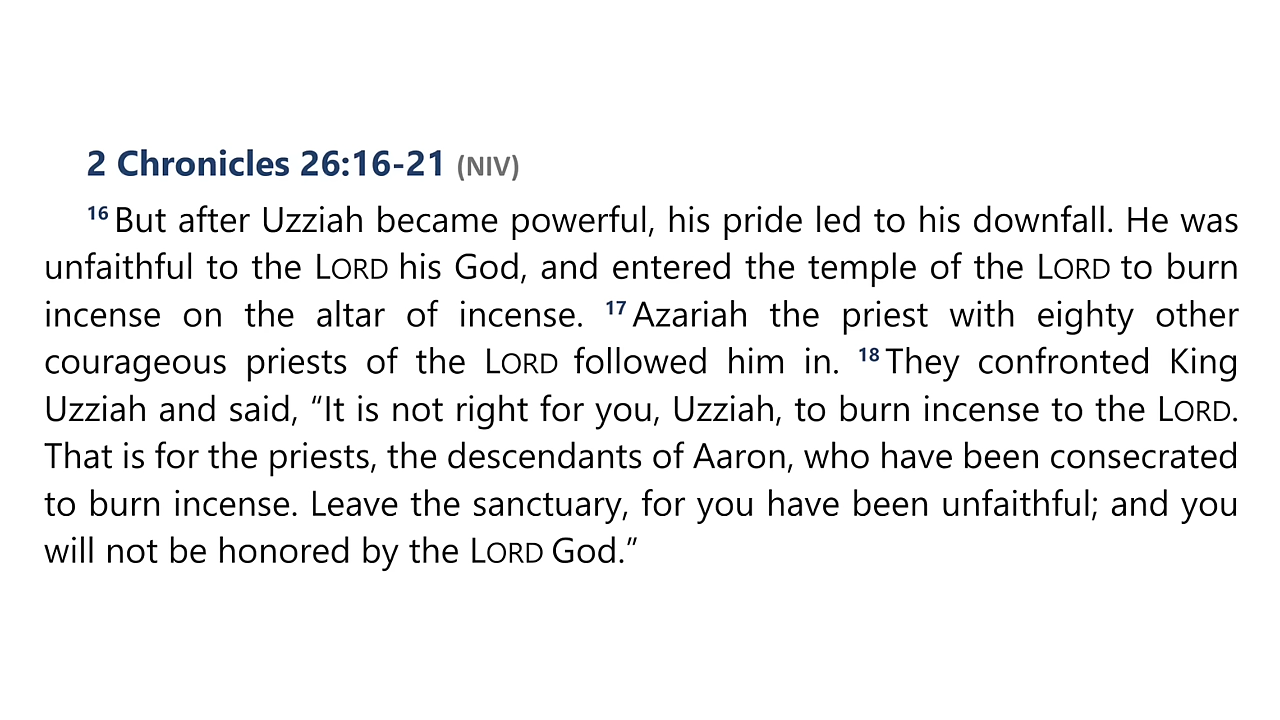 2 Chronicles 26:16-21 (NIV)
16 But after Uzziah became powerful, his pride led to his downfall. He was
unfaithful to the LORD his God, and entered the temple of the LORD to burn
incense on the altar of incense. 17 Azariah the priest with eighty other
courageous priests of the LORD followed him in. 18 They confronted King
Uzziah and said, “It is not right for you, Uzziah, to burn incense to the LORD.
That is for the priests, the descendants of Aaron, who have been consecrated
to burn incense. Leave the sanctuary, for you have been unfaithful; and you
will not be honored by the LORD God.”